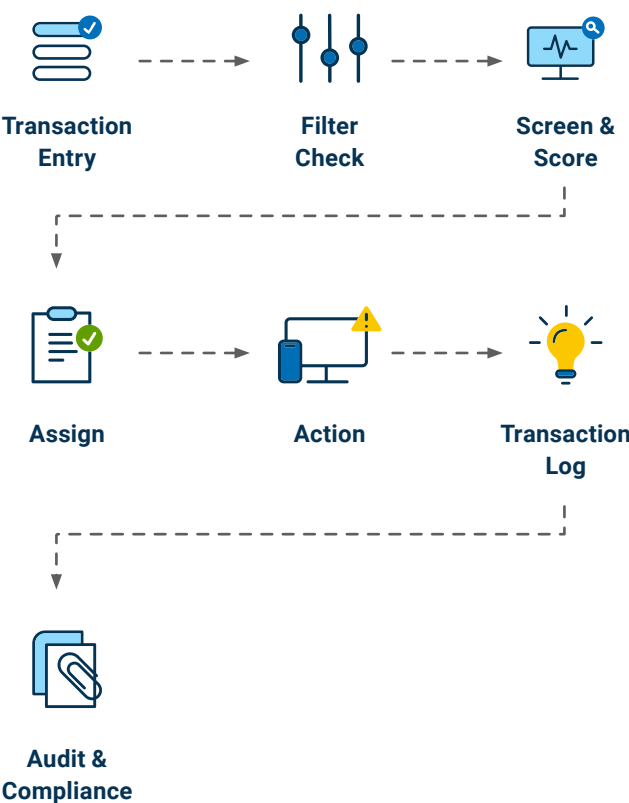 Transaction
Entry
Filter
Check
Screen &
Score
Assign
Action
Transaction
Log
Audit &
Compliance